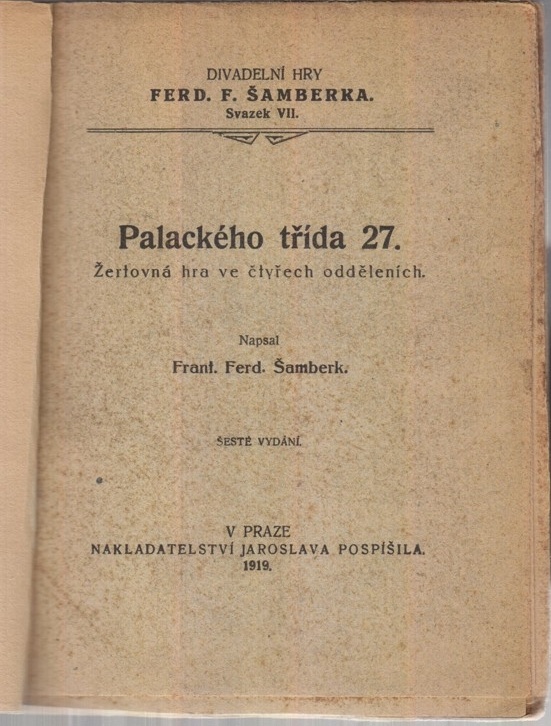 DIVADELNÍ HRY
FERD. F. ŠAMBERKA.
Svazek VII.
Palackého třída 27.
Žertovná hra ve čtyřech odděleních.
Napsal
Frant. Ferd. Šamberk.
ŠESTÉ VYDÁNÍ.
V PRAZE
NAKLADATELSTVÍ JAROSLAVA POSPÍŠILA.
1919.